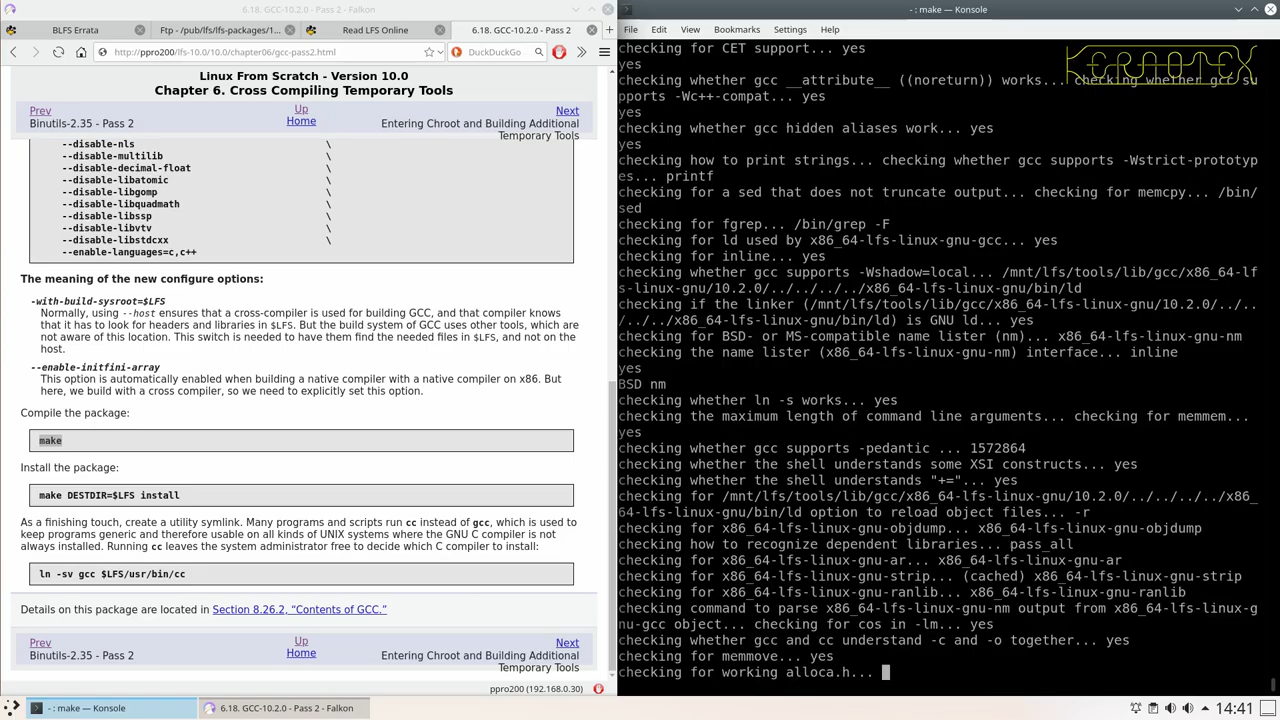 6.18. GCC-10.2.0 - Pass 2 — Falkon
- : make — Konsole
BLFS Errata
Ftp - /pub/lfs/lfs-packages/1...
Read LFS Online
6.18. GCC-10.2.0 - Pass 2
http://ppro200/lfs-10.0/10.0/chapter06/gcc-pass2.html
DuckDuckGo
Linux From Scratch - Version 10.0
Chapter 6. Cross Compiling Temporary Tools
Prev
Up
Next
Binutils-2.35 - Pass 2
Home
Entering Chroot and Building Additional
Temporary Tools
--disable-nls \
--disable-multilib \
--disable-decimal-float \
--disable-libatomic \
--disable-libgomp \
--disable-libquadmath \
--disable-libssp \
--disable-libvtv \
--disable-libstdcxx \
--enable-languages=c,c++
The meaning of the new configure options:
-with-build-sysroot=$LFS
Normally, using --host ensures that a cross-compiler is used for building GCC, and that compiler knows
that it has to look for headers and libraries in $LFS. But the build system of GCC uses other tools, which are
not aware of this location. This switch is needed to have them find the needed files in $LFS, and not on the
host.
--enable-initfini-array
This option is automatically enabled when building a native compiler with a native compiler on x86. But
here, we build with a cross compiler, so we need to explicitly set this option.
Compile the package:
make
Install the package:
make DESTDIR=$LFS install
As a finishing touch, create a utility symlink. Many programs and scripts run cc instead of gcc, which is used to
keep programs generic and therefore usable on all kinds of UNIX systems where the GNU C compiler is not
always installed. Running cc leaves the system administrator free to decide which C compiler to install:
ln -sv gcc $LFS/usr/bin/cc
Details on this package are located in Section 8.26.2, “Contents of GCC.”
Prev
Up
Next
Binutils-2.35 - Pass 2
Home
Entering Chroot and Building Additional
Temporary Tools
ppro200 (192.168.0.30)
File Edit View Bookmarks Settings Help
KERNOTEX
checking for CET support... yes
yes
checking whether gcc __attribute__ ((noreturn)) works... checking whether gcc su
pports -Wc++-compat... yes
yes
checking whether gcc hidden aliases work... yes
yes
checking how to print strings... checking whether gcc supports -Wstrict-prototyp
es... printf
checking for a sed that does not truncate output... checking for memcpy... /bin/
sed
checking for fgrep... /bin/grep -F
checking for ld used by x86_64-lfs-linux-gnu-gcc... yes
checking for inline... yes
checking whether gcc supports -Wshadow=local... /mnt/lfs/tools/lib/gcc/x86_64-lf
s-linux-gnu/10.2.0/../../../../x86_64-lfs-linux-gnu/bin/ld
checking if the linker (/mnt/lfs/tools/lib/gcc/x86_64-lfs-linux-gnu/10.2.0/../..
/../../x86_64-lfs-linux-gnu/bin/ld) is GNU ld... yes
checking for BSD- or MS-compatible name lister (nm)... x86_64-lfs-linux-gnu-nm
checking the name lister (x86_64-lfs-linux-gnu-nm) interface... inline
yes
BSD nm
checking whether ln -s works... yes
checking the maximum length of command line arguments... checking for memmem...
yes
checking whether gcc supports -pedantic ... 1572864
checking whether the shell understands some XSI constructs... yes
checking whether the shell understands "+="... yes
checking for /mnt/lfs/tools/lib/gcc/x86_64-lfs-linux-gnu/10.2.0/../../../../x86_
64-lfs-linux-gnu/bin/ld option to reload object files... -r
checking for x86_64-lfs-linux-gnu-objdump... x86_64-lfs-linux-gnu-objdump
checking how to recognize dependent libraries... pass_all
checking for x86_64-lfs-linux-gnu-ar... x86_64-lfs-linux-gnu-ar
checking for x86_64-lfs-linux-gnu-strip... (cached) x86_64-lfs-linux-gnu-strip
checking for x86_64-lfs-linux-gnu-ranlib... x86_64-lfs-linux-gnu-ranlib
checking command to parse x86_64-lfs-linux-gnu-nm output from x86_64-lfs-linux-g
nu-gcc object... checking for cos in -lm... yes
checking whether gcc and cc understand -c and -o together... yes
checking for memmove... yes
checking for working alloca.h...
- : make — Konsole
6.18. GCC-10.2.0 - Pass 2 - Falkon
14:41